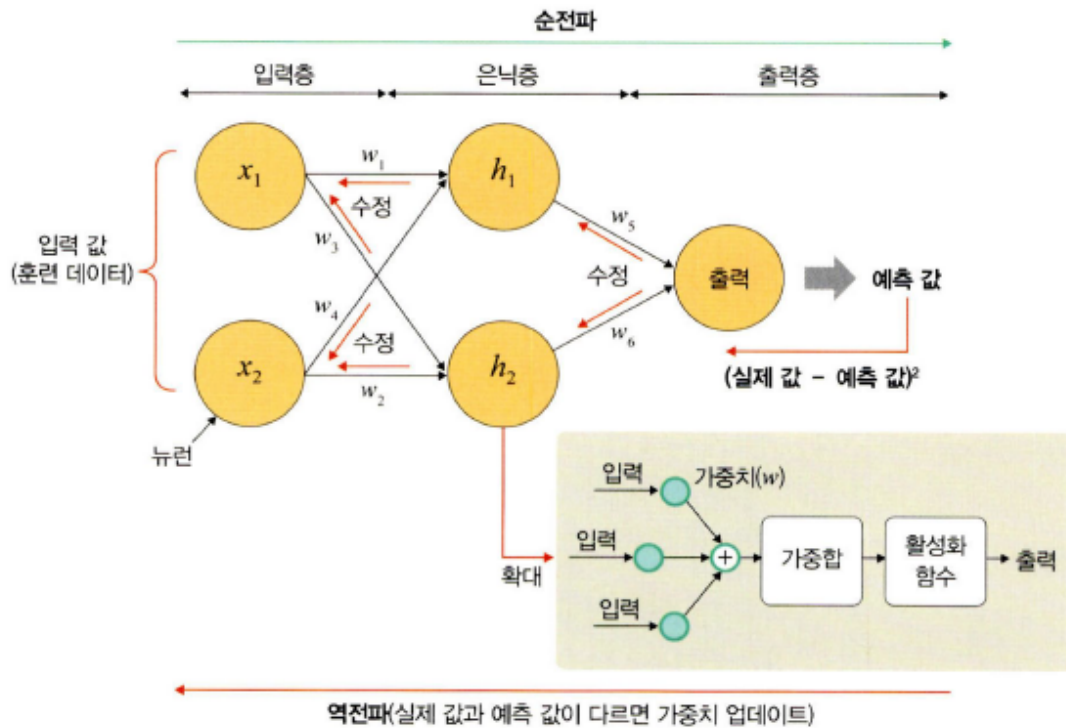 순전파
입력층 은닉층 출력층
x₁ w₁ h₁
수정
w₃ w₅
입력 값
(훈련 데이터)
수정 출력 예측 값
w₄
수정 w₆
x₂ w₂ h₂
(실제 값 – 예측 값)²
뉴런
입력 가중치(w)
입력
확대 + 가중합 활성화
함수 출력
입력
역전파(실제 값과 예측 값이 다르면 가중치 업데이트)